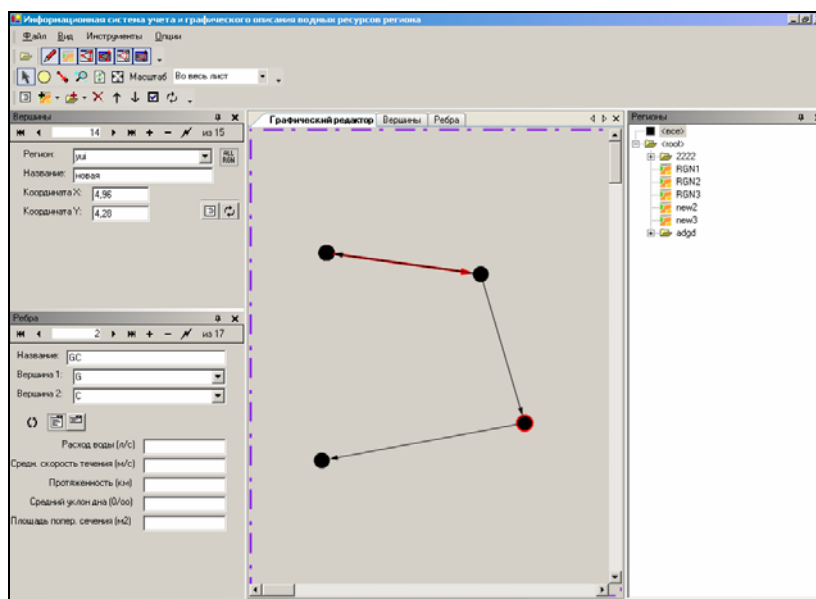 Информационная система учета и графического описания водных ресурсов региона
Файл Вид Инструменты Опции
Масштаб Во весь лист
Вершины
14 из 15
Регион: yui ALL RGN
Название: новая
Координата X: 4,96
Координата Y: 4,20
Ребра
2 из 17
Название: GC
Вершина 1: G
Вершина 2: C
Расход воды (л/с)
Средн. скорость течения (м/с)
Протяженность (км)
Средний уклон дна (0/00)
Площадь попер. сечения (м2)
Графический редактор Вершины Ребра
Регионы
<все>
<root>
2222
RGN1
RGN2
RGN3
new2
new3
adgd